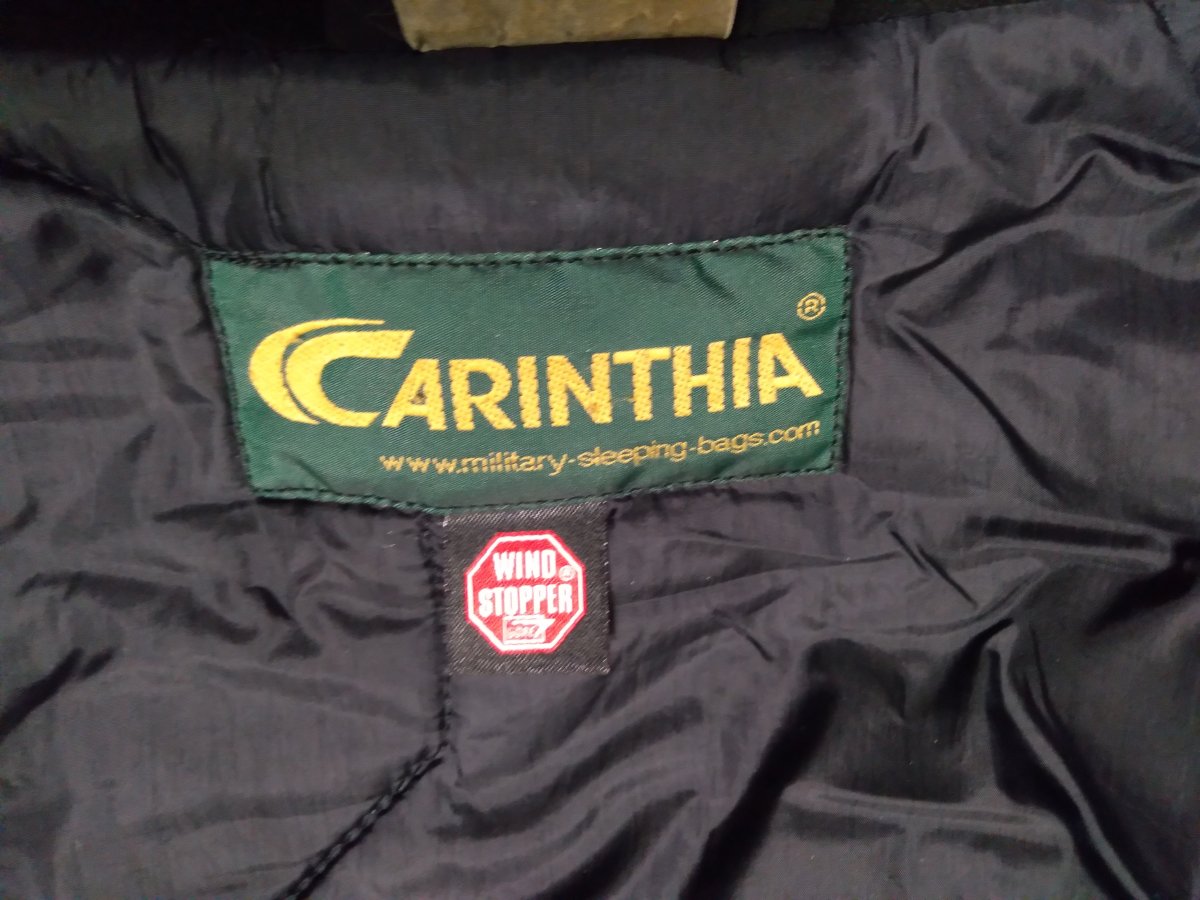 CARINTHIA ®
www.military-sleeping-bags.com
WIND
STOPPER ®